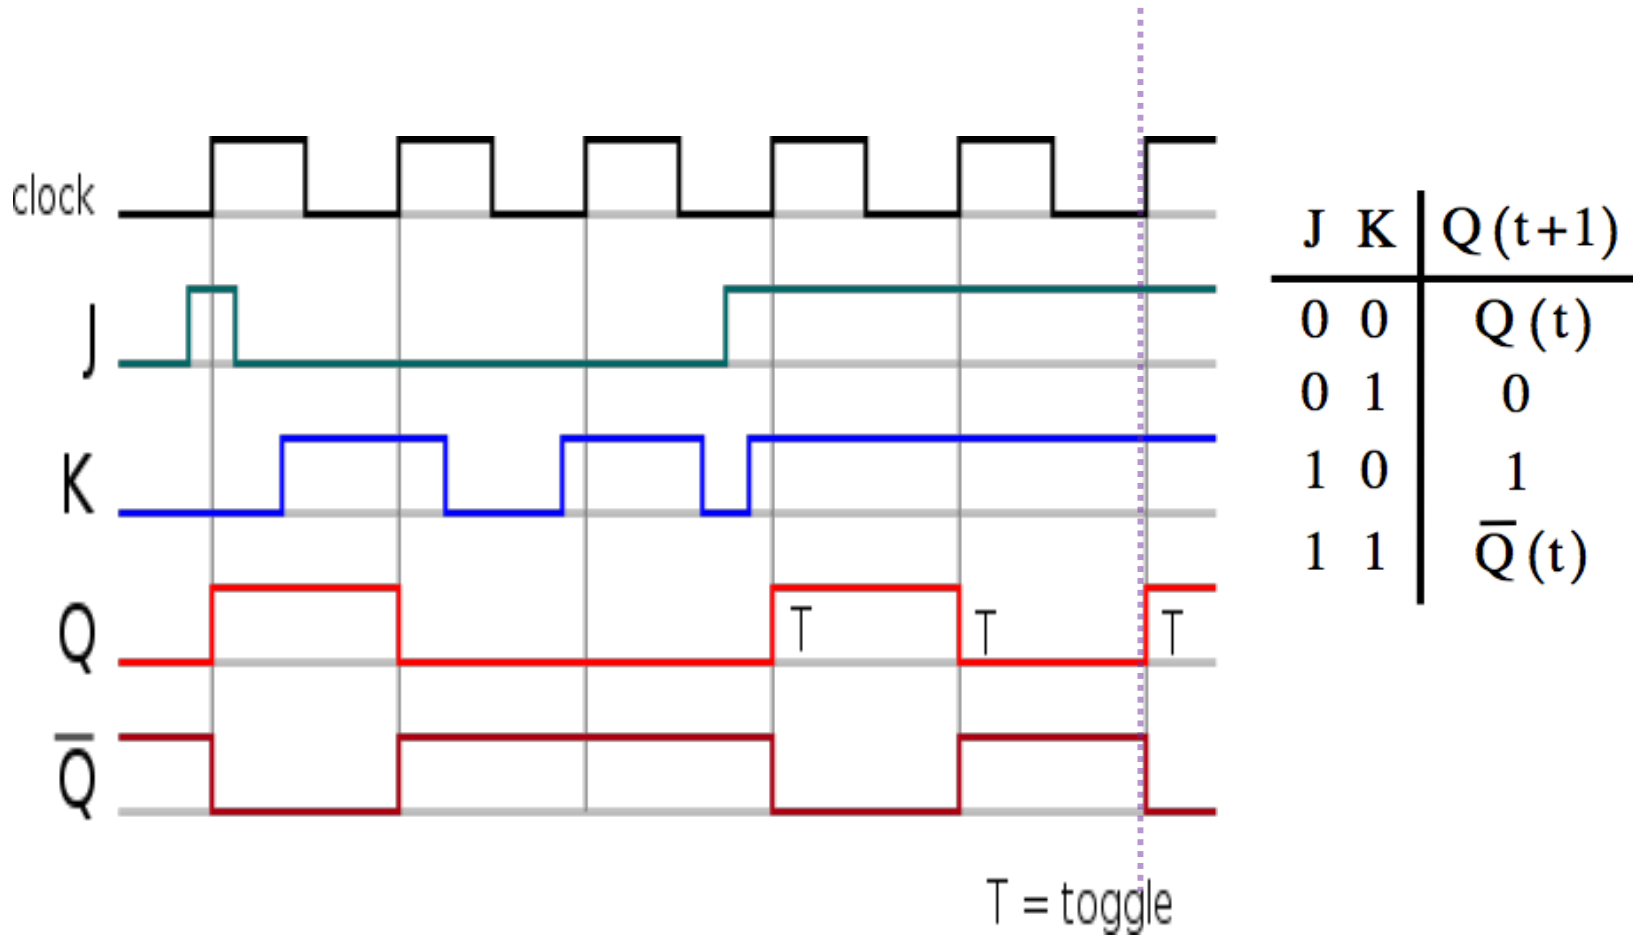 clock
J
K
Q
T T T
Q̅
T = toggle
J K Q(t+1)
0 0 Q(t)
0 1 0
1 0 1
1 1 Q̅(t)